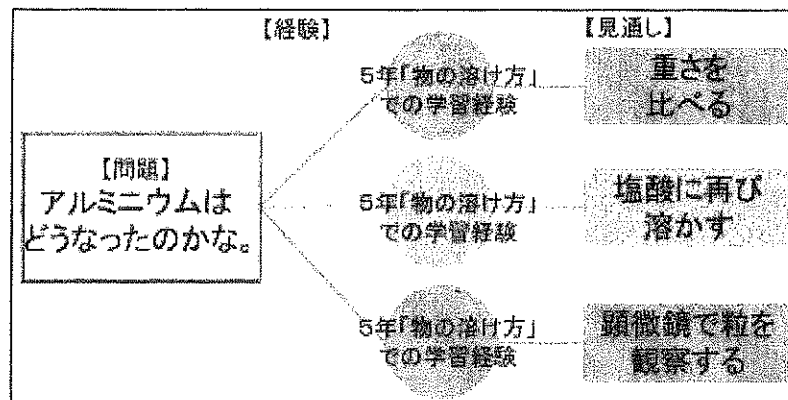 【経験】
【見通し】
【問題】
アルミニウムは
どうなったのかな。
5年「物の溶け方」
での学習経験
重さを
比べる
5年「物の溶け方」
での学習経験
塩酸に再び
溶かす
5年「物の溶け方」
での学習経験
顕微鏡で粒を
観察する